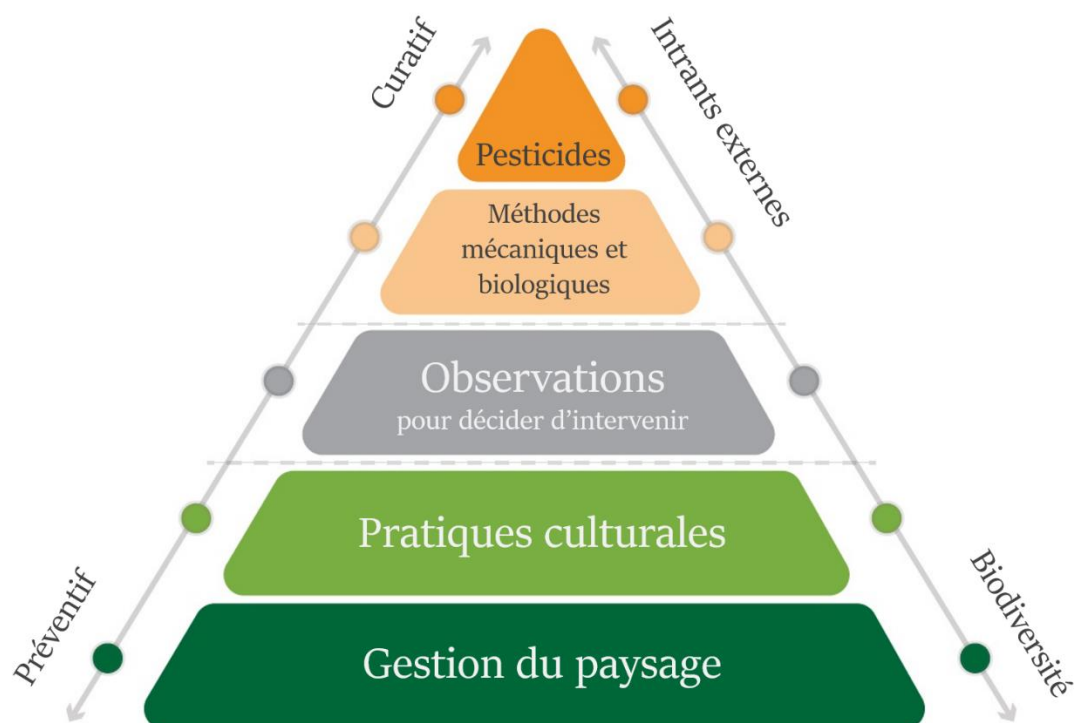 Curatif
Intrants externes
Pesticides
Méthodes
mécaniques et
biologiques
Observations
pour décider d'intervenir
Pratiques culturales
Préventif
Biodiversité
Gestion du paysage